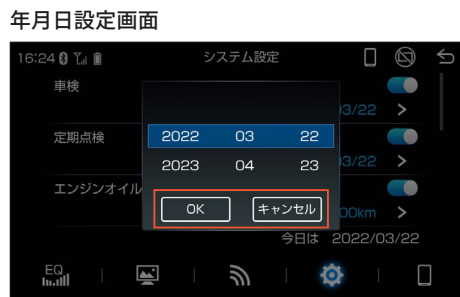 年月日設定画面
16:24 システム設定
車検
03/22 >
定期点検
2022 03 22
03/22 >
2023 04 23
エンジンオイル
OK キャンセル
00km >
今日は 2022/03/22
EQ